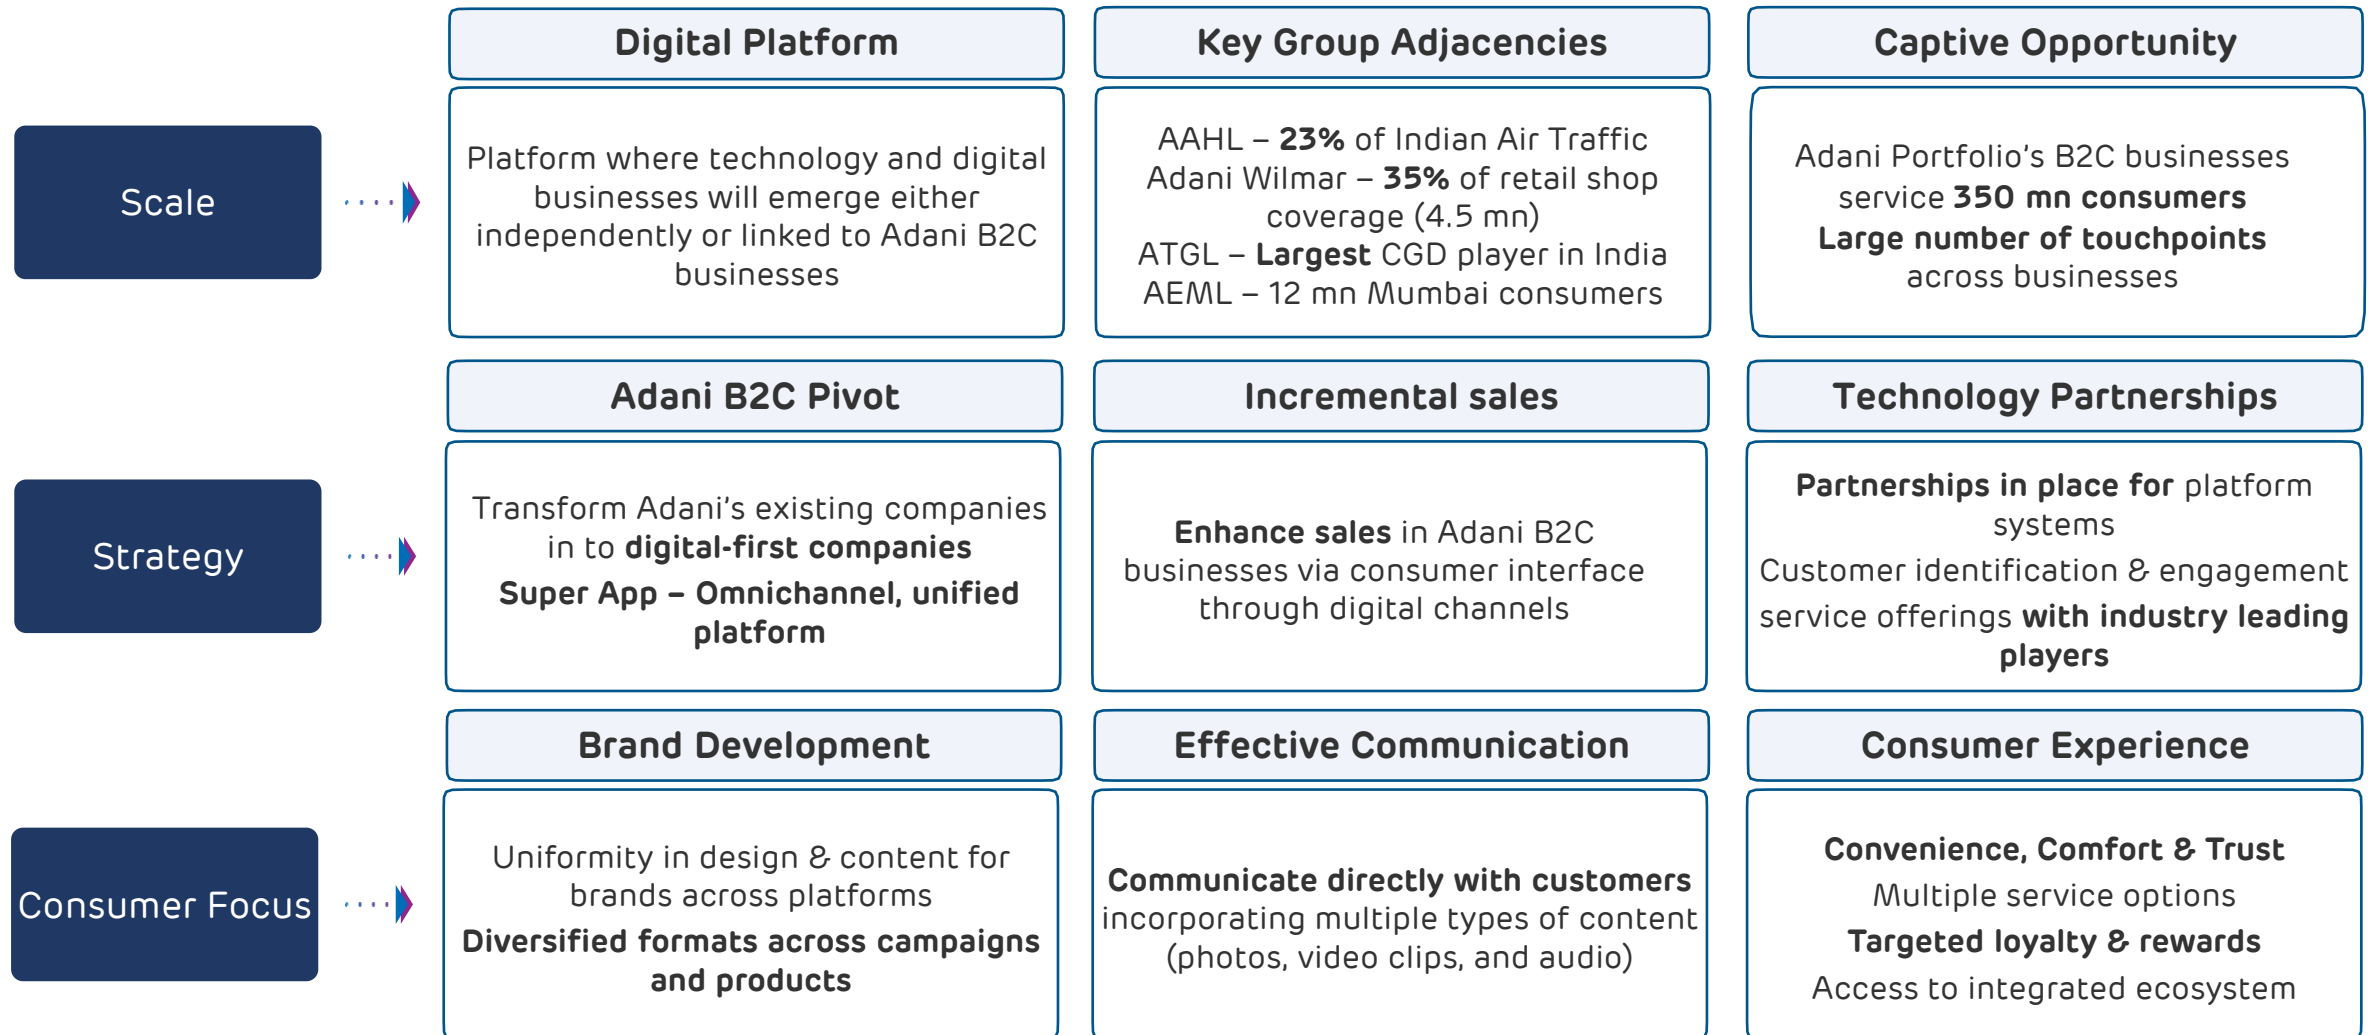 Digital Platform
Key Group Adjacencies
Captive Opportunity
Scale
Platform where technology and digital
businesses will emerge either
independently or linked to Adani B2C
businesses
AAHL – 23% of Indian Air Traffic
Adani Wilmar – 35% of retail shop
coverage (4.5 mn)
ATGL – Largest CGD player in India
AEML – 12 mn Mumbai consumers
Adani Portfolio's B2C businesses
service 350 mn consumers
Large number of touchpoints
across businesses
Adani B2C Pivot
Incremental sales
Technology Partnerships
Strategy
Transform Adani's existing companies
in to digital-first companies
Super App – Omnichannel, unified
platform
Enhance sales in Adani B2C
businesses via consumer interface
through digital channels
Partnerships in place for platform
systems
Customer identification & engagement
service offerings with industry leading
players
Brand Development
Effective Communication
Consumer Experience
Consumer Focus
Uniformity in design & content for
brands across platforms
Diversified formats across campaigns
and products
Communicate directly with customers
incorporating multiple types of content
(photos, video clips, and audio)
Convenience, Comfort & Trust
Multiple service options
Targeted loyalty & rewards
Access to integrated ecosystem